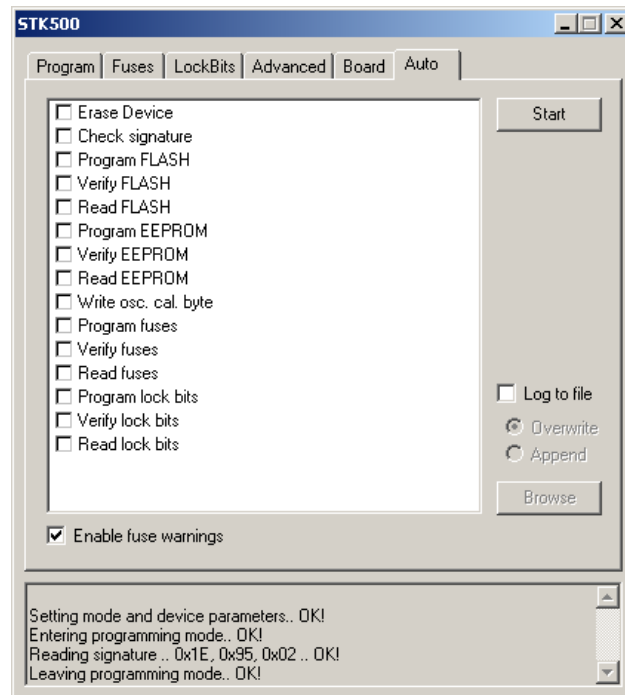 STK500
Program Fuses LockBits Advanced Board Auto
Erase Device
Check signature
Program FLASH
Verify FLASH
Read FLASH
Program EEPROM
Verify EEPROM
Read EEPROM
Write osc. cal. byte
Program fuses
Verify fuses
Read fuses
Program lock bits
Verify lock bits
Read lock bits
Start
Log to file
Overwrite
Append
Browse
Enable fuse warnings
Setting mode and device parameters.. OK!
Entering programming mode.. OK!
Reading signature .. 0x1E, 0x95, 0x02 .. OK!
Leaving programming mode.. OK!